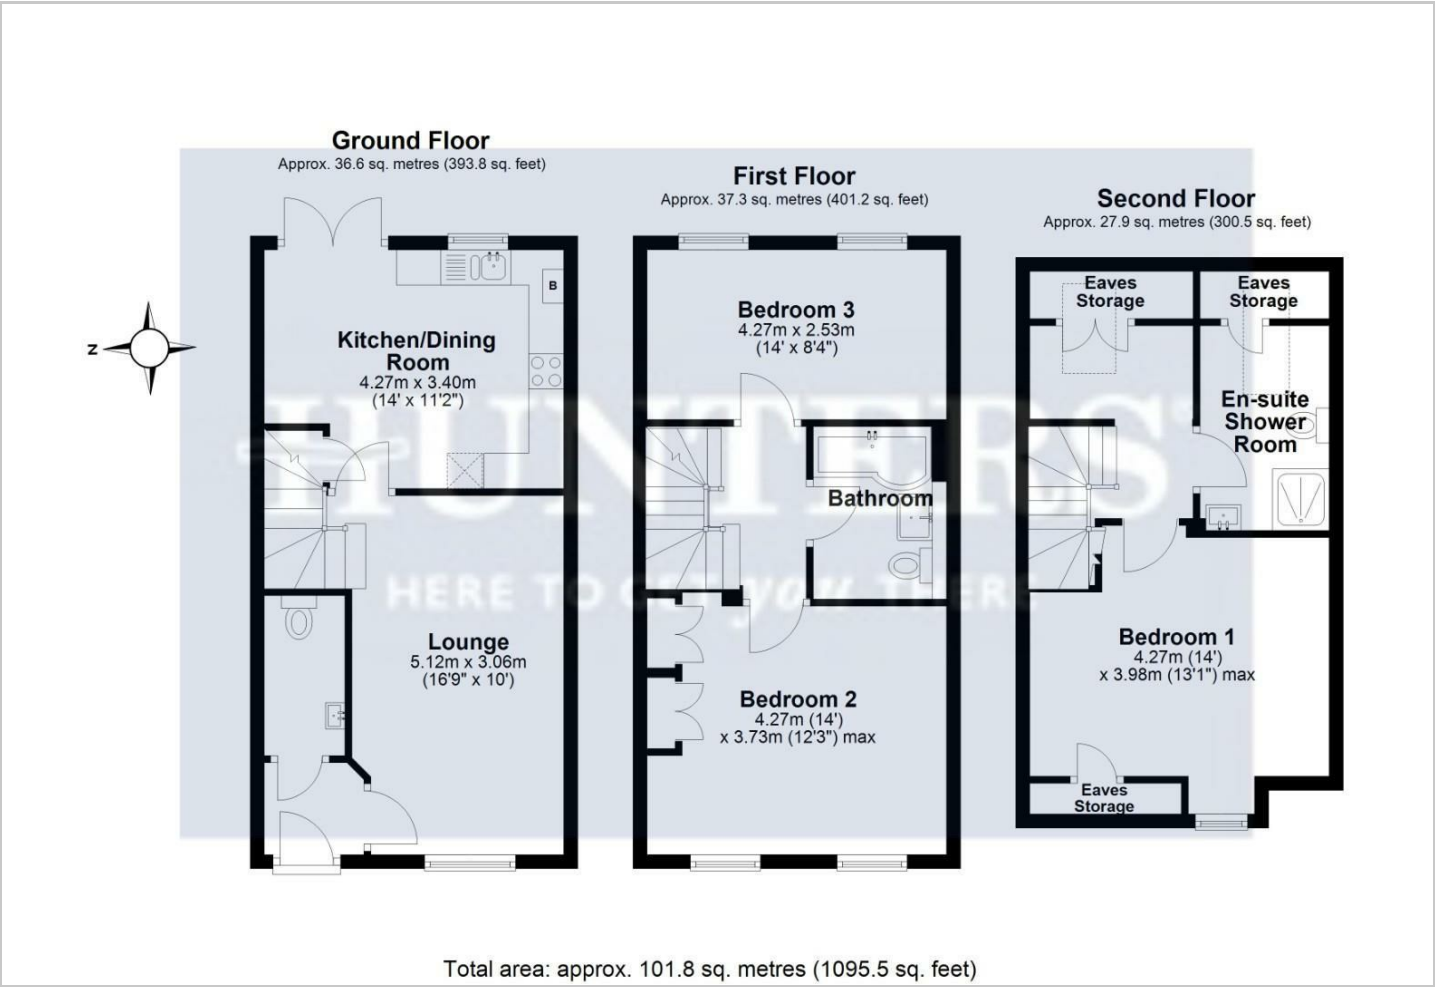 Ground Floor
Approx. 36.6 sq. metres (393.8 sq. feet)
First Floor
Approx. 37.3 sq. metres (401.2 sq. feet)
Second Floor
Approx. 27.9 sq. metres (300.5 sq. feet)
z
B
Kitchen/Dining
Room
4.27m x 3.40m
(14' x 11'2")
Lounge
5.12m x 3.06m
(16'9" x 10')
Bedroom 3
4.27m x 2.53m
(14' x 8'4")
Bathroom
Bedroom 2
4.27m (14')
x 3.73m (12'3") max
Eaves
Storage
Eaves
Storage
En-suite
Shower
Room
Bedroom 1
4.27m (14')
x 3.98m (13'1") max
Eaves
Storage
HUNTERS
HERE TO GET you THERE
Total area: approx. 101.8 sq. metres (1095.5 sq. feet)